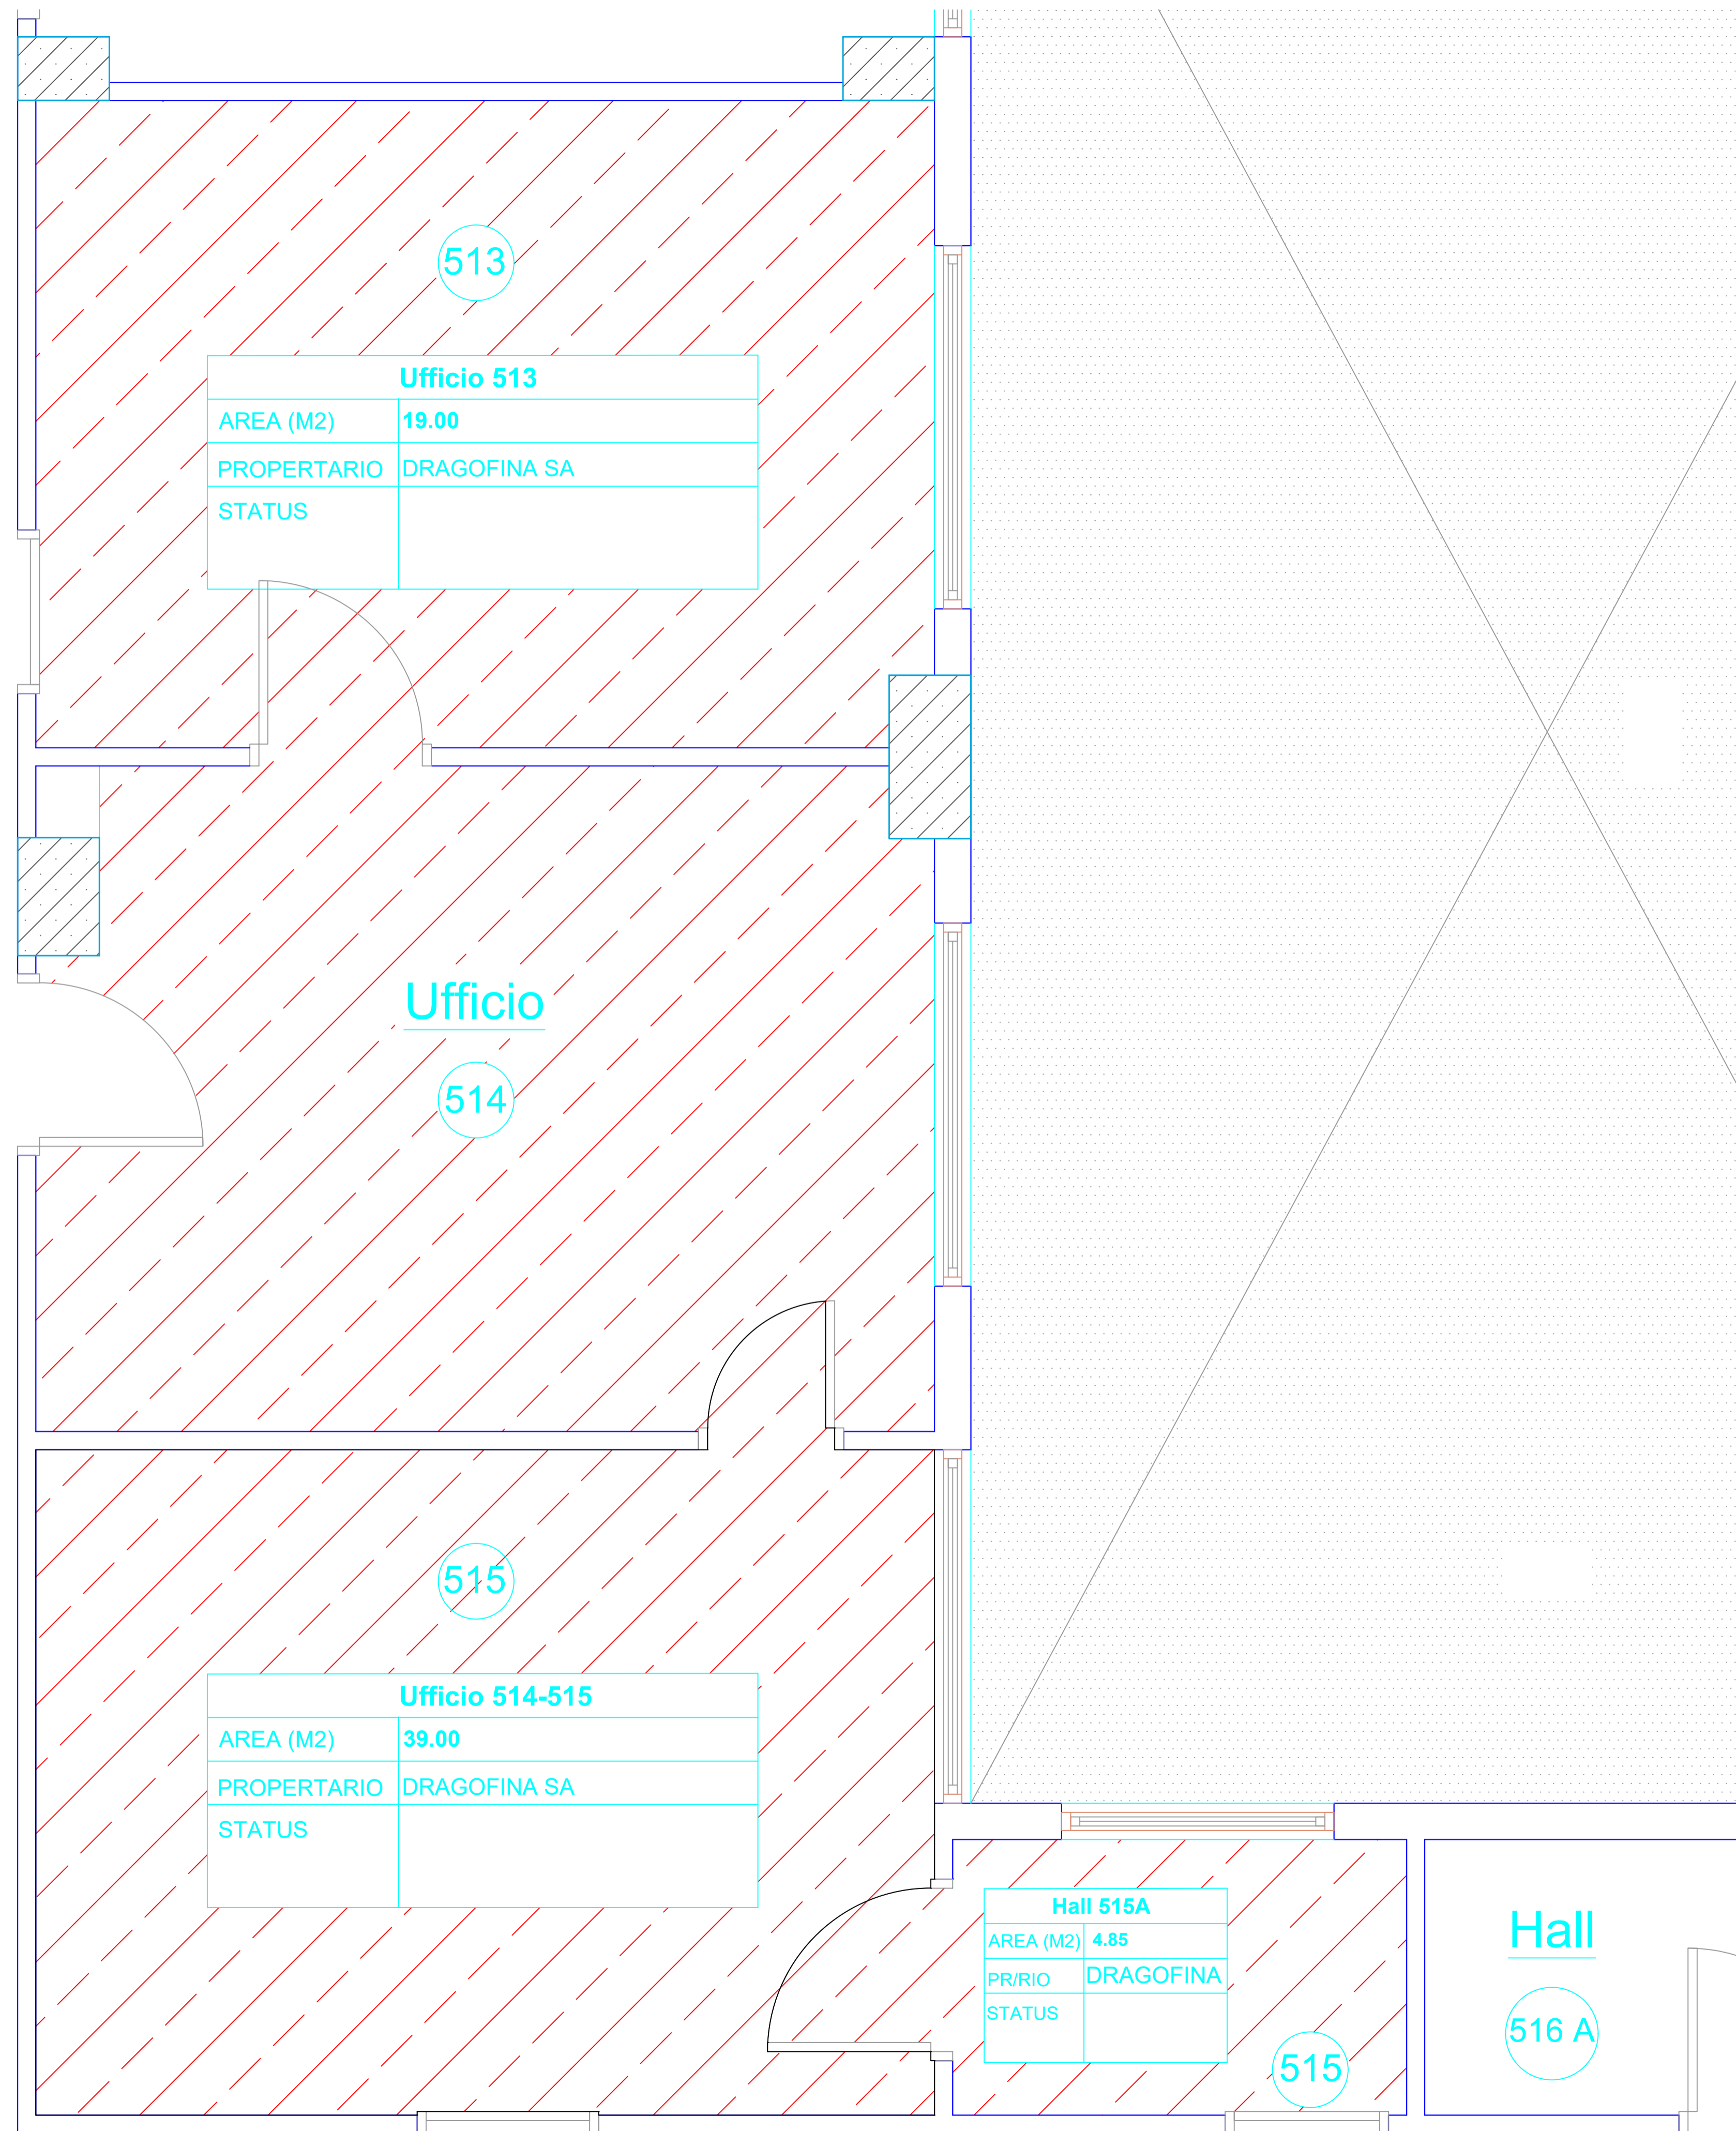 513
Ufficio 513
AREA (M2) 19.00
PROPERTARIO DRAGOFINA SA
STATUS
Ufficio
514
515
Ufficio 514-515
AREA (M2) 39.00
PROPERTARIO DRAGOFINA SA
STATUS
Hall 515A
AREA (M2) 4.85
PR/RIO DRAGOFINA
STATUS
515
Hall
516 A